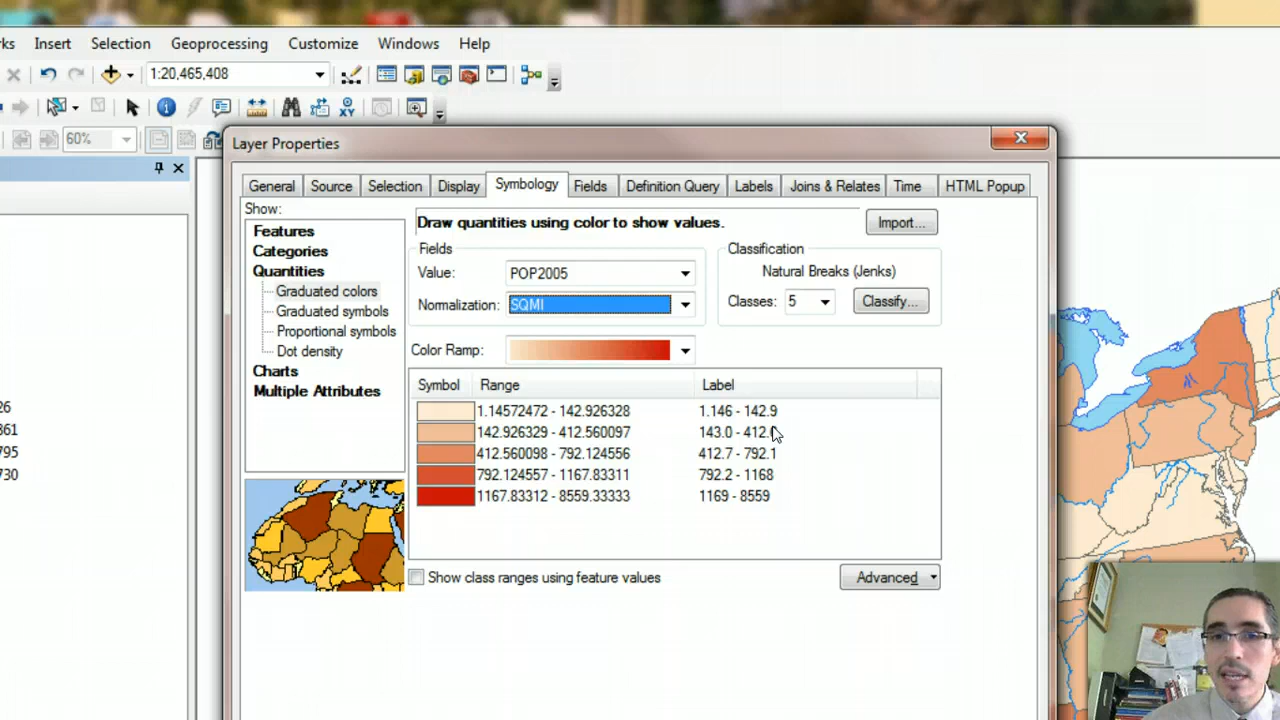 ks Insert Selection Geoprocessing Customize Windows Help
1:20,465,408
60%
Layer Properties
General Source Selection Display Symbology Fields Definition Query Labels Joins & Relates Time HTML Popup
Show:
Features
Categories
Quantities
Graduated colors
Graduated symbols
Proportional symbols
Dot density
Charts
Multiple Attributes
Draw quantities using color to show values.
Import...
Fields
Value: POP2005
Normalization: SQMI
Classification
Natural Breaks (Jenks)
Classes: 5 Classify...
Color Ramp:
Symbol Range Label
1.14572472 - 142.926328 1.146 - 142.9
142.926329 - 412.560097 143.0 -
412.560098 - 792.124556 412.7 - 792.1
792.124557 - 1167.83311 792.2 - 1168
1167.83312 - 8559.33333 1169 - 8559
Show class ranges using feature values
Advanced
26
361
795
730